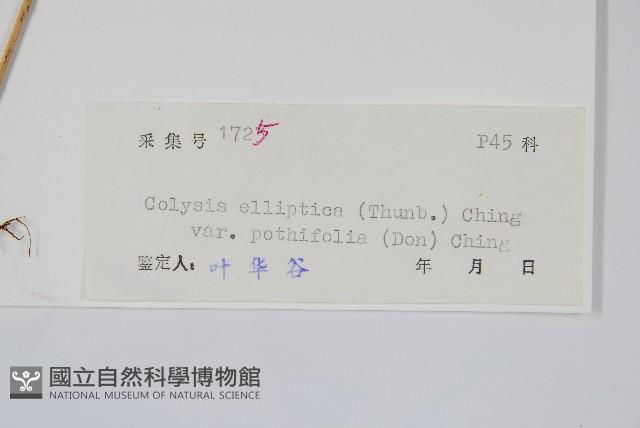 采集号 1725 P45 科
Colysis elliptica (Thunb.) Ching
var. pothifolia (Don) Ching
鉴定人: 叶华谷 年 月 日
國立自然科學博物館
NATIONAL MUSEUM OF NATURAL SCIENCE